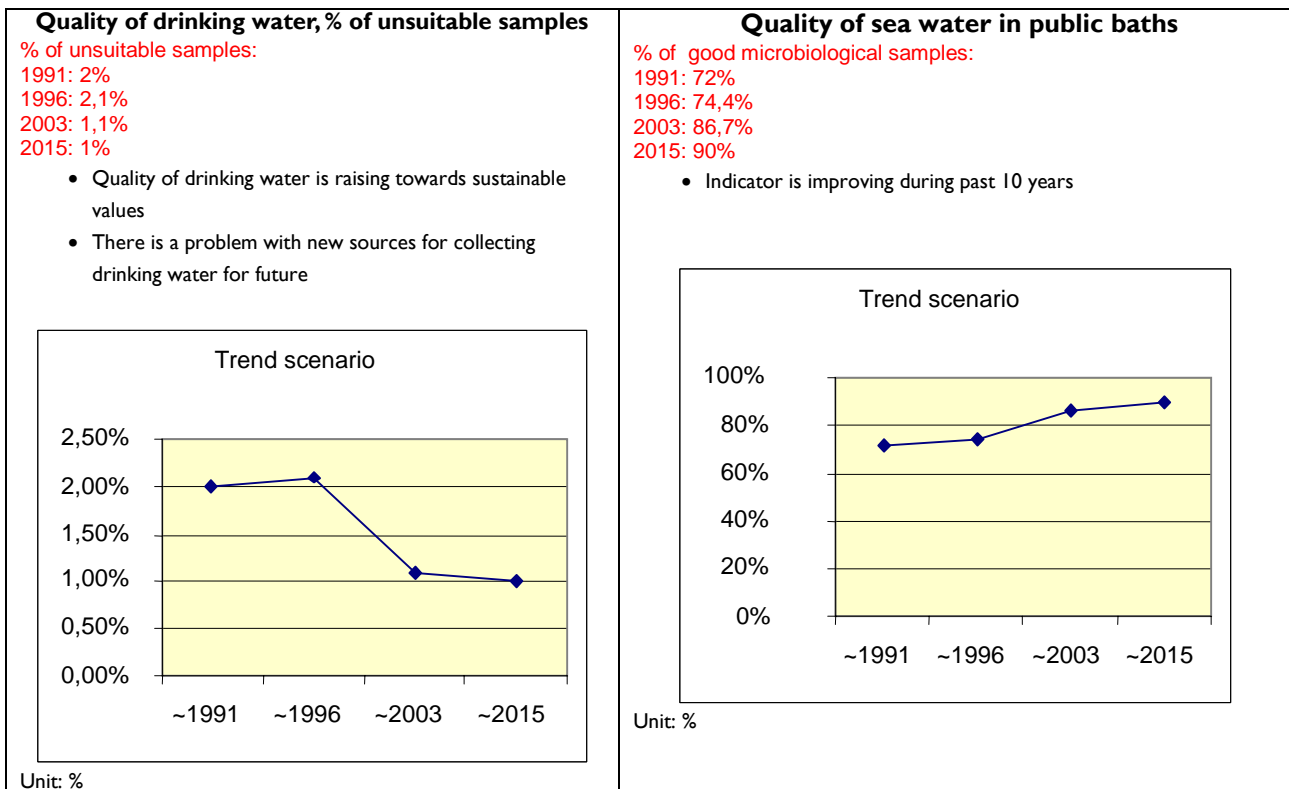 Quality of drinking water, % of unsuitable samples
% of unsuitable samples:
1991: 2%
1996: 2,1%
2003: 1,1%
2015: 1%
• Quality of drinking water is raising towards sustainable
values
• There is a problem with new sources for collecting
drinking water for future
Trend scenario
2,50%
2,00%
1,50%
1,00%
0,50%
0,00%
~1991 ~1996 ~2003 ~2015
Unit: %
Quality of sea water in public baths
% of good microbiological samples:
1991: 72%
1996: 74,4%
2003: 86,7%
2015: 90%
• Indicator is improving during past 10 years
Trend scenario
100%
80%
60%
40%
20%
0%
~1991 ~1996 ~2003 ~2015
Unit: %